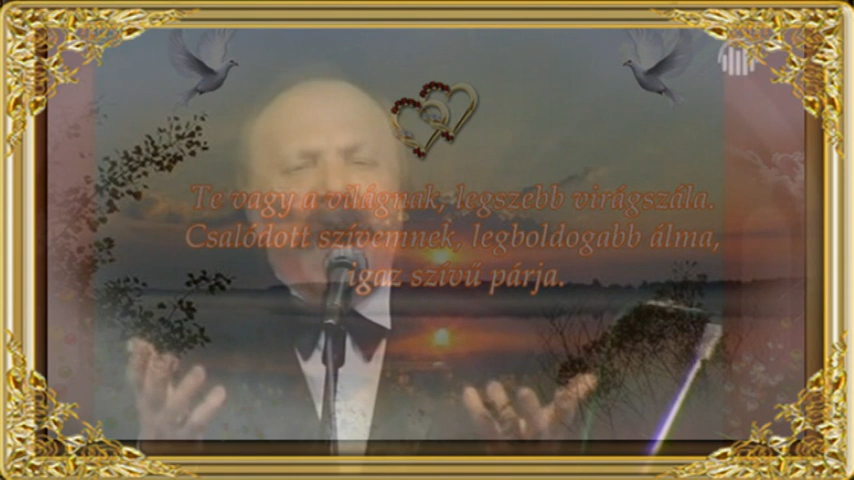 Te vagy a világnak, legszebb virágszála.
Csalódott szívemnek, legboldogabb álma,
igaz szívű párja.